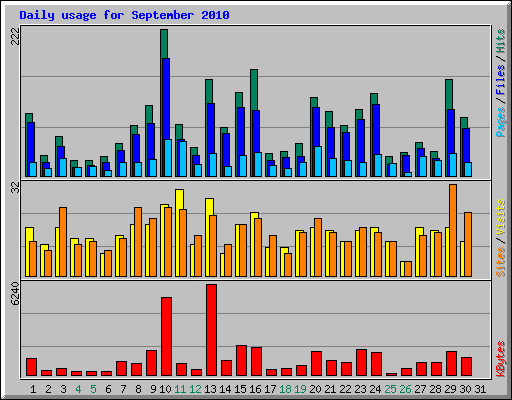 Daily usage for September 2010
222
Pages / Files / Hits
32
Sites / Visits
6240
KBytes
1 2 3 4 5 6 7 8 9 10 11 12 13 14 15 16 17 18 19 20 21 22 23 24 25 26 27 28 29 30 31